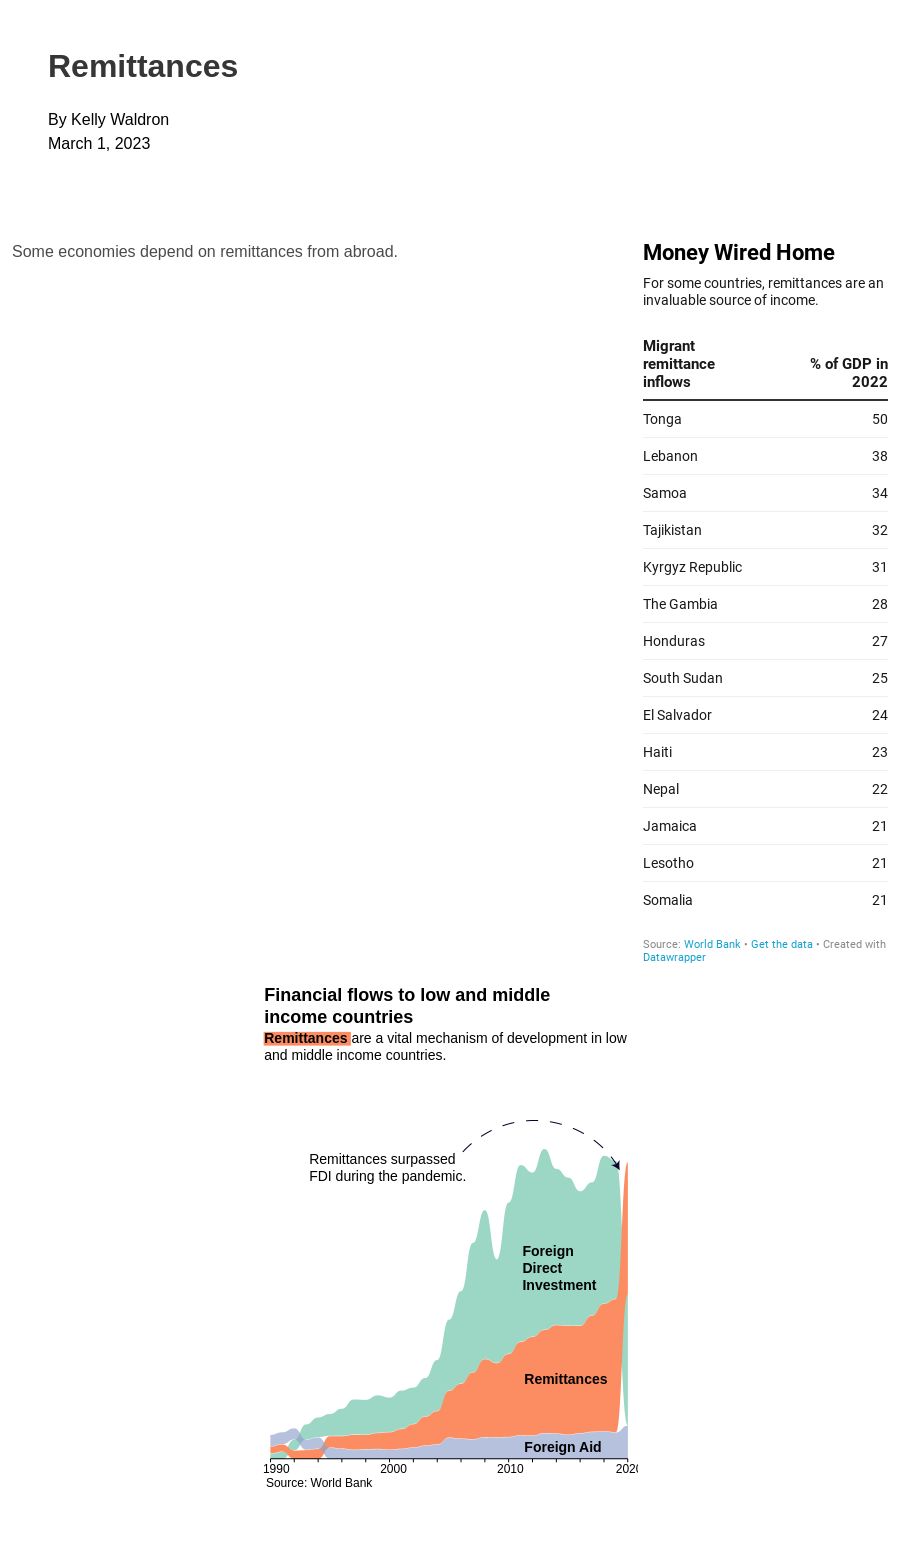 Remittances
By Kelly Waldron
March 1, 2023
Some economies depend on remittances from abroad.
Money Wired Home
For some countries, remittances are an
invaluable source of income.
Migrant
remittance
inflows
% of GDP in
2022
Tonga 50
Lebanon 38
Samoa 34
Tajikistan 32
Kyrgyz Republic 31
The Gambia 28
Honduras 27
South Sudan 25
El Salvador 24
Haiti 23
Nepal 22
Jamaica 21
Lesotho 21
Somalia 21
Source: World Bank • Get the data • Created with
Datawrapper
Financial flows to low and middle
income countries
Remittances are a vital mechanism of development in low
and middle income countries.
Remittances surpassed
FDI during the pandemic.
Foreign
Direct
Investment
Remittances
Foreign Aid
1990 2000 2010 2020
Source: World Bank